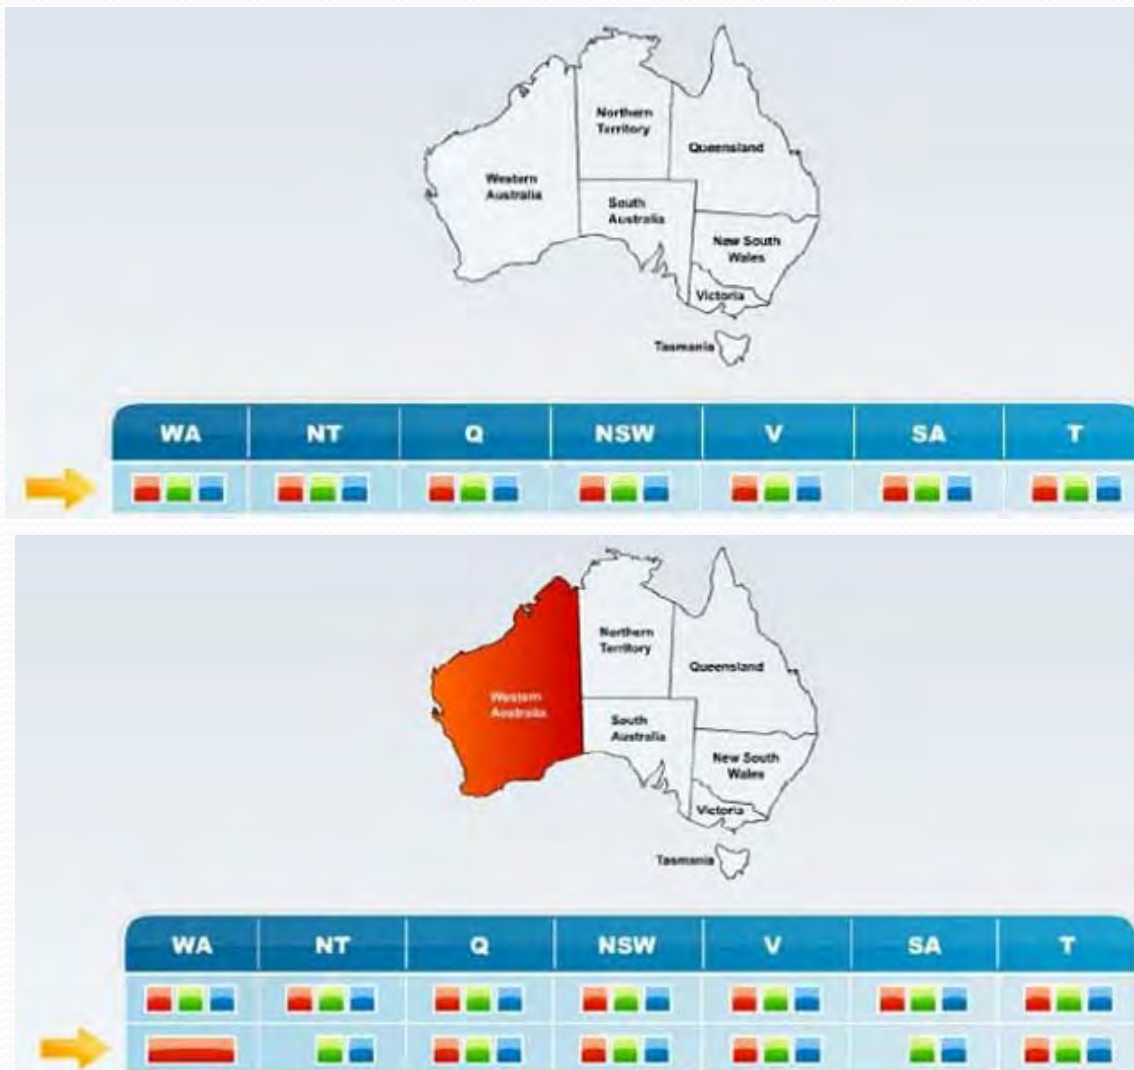 Northern
Territory
Queensland
Western
Australia
South
Australia
New South
Wales
Victoria
Tasmania
WA NT Q NSW V SA T
Northern
Territory
Queensland
Western
Australia
South
Australia
New South
Wales
Victoria
Tasmania
WA NT Q NSW V SA T